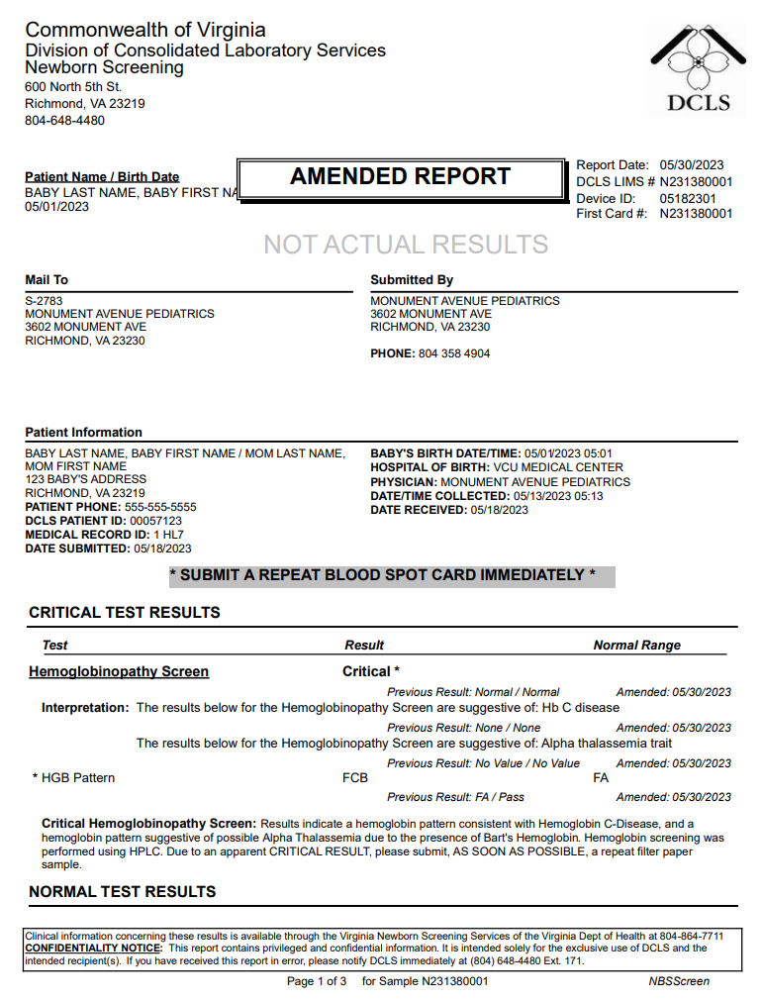 Commonwealth of Virginia
Division of Consolidated Laboratory Services
Newborn Screening
600 North 5th St.
Richmond, VA 23219
804-648-4480
DCLS
Patient Name / Birth Date
BABY LAST NAME, BABY FIRST NA
05/01/2023
AMENDED REPORT
Report Date: 05/30/2023
DCLS LIMS # N231380001
Device ID: 05182301
First Card #: N231380001
NOT ACTUAL RESULTS
Mail To
S-2783
MONUMENT AVENUE PEDIATRICS
3602 MONUMENT AVE
RICHMOND, VA 23230
Submitted By
MONUMENT AVENUE PEDIATRICS
3602 MONUMENT AVE
RICHMOND, VA 23230
PHONE: 804 358 4904
Patient Information
BABY LAST NAME, BABY FIRST NAME / MOM LAST NAME,
MOM FIRST NAME
123 BABY'S ADDRESS
RICHMOND, VA 23219
PATIENT PHONE: 555-555-5555
DCLS PATIENT ID: 00057123
MEDICAL RECORD ID: 1 HL7
DATE SUBMITTED: 05/18/2023
BABY'S BIRTH DATE/TIME: 05/01/2023 05:01
HOSPITAL OF BIRTH: VCU MEDICAL CENTER
PHYSICIAN: MONUMENT AVENUE PEDIATRICS
DATE/TIME COLLECTED: 05/13/2023 05:13
DATE RECEIVED: 05/18/2023
* SUBMIT A REPEAT BLOOD SPOT CARD IMMEDIATELY *
CRITICAL TEST RESULTS
Test Result Normal Range
Hemoglobinopathy Screen Critical *
Previous Result: Normal / Normal Amended: 05/30/2023
Interpretation: The results below for the Hemoglobinopathy Screen are suggestive of: Hb C disease
Previous Result: None / None Amended: 05/30/2023
The results below for the Hemoglobinopathy Screen are suggestive of: Alpha thalassemia trait
Previous Result: No Value / No Value Amended: 05/30/2023
* HGB Pattern FCB FA
Previous Result: FA / Pass Amended: 05/30/2023
Critical Hemoglobinopathy Screen: Results indicate a hemoglobin pattern consistent with Hemoglobin C-Disease, and a
hemoglobin pattern suggestive of possible Alpha Thalassemia due to the presence of Bart's Hemoglobin. Hemoglobin screening was
performed using HPLC. Due to an apparent CRITICAL RESULT, please submit, AS SOON AS POSSIBLE, a repeat filter paper
sample.
NORMAL TEST RESULTS
Clinical information concerning these results is available through the Virginia Newborn Screening Services of the Virginia Dept of Health at 804-864-7711
CONFIDENTIALITY NOTICE: This report contains privileged and confidential information. It is intended solely for the exclusive use of DCLS and the
intended recipient(s). If you have received this report in error, please notify DCLS immediately at (804) 648-4480 Ext. 171.
Page 1 of 3 for Sample N231380001 NBSScreen